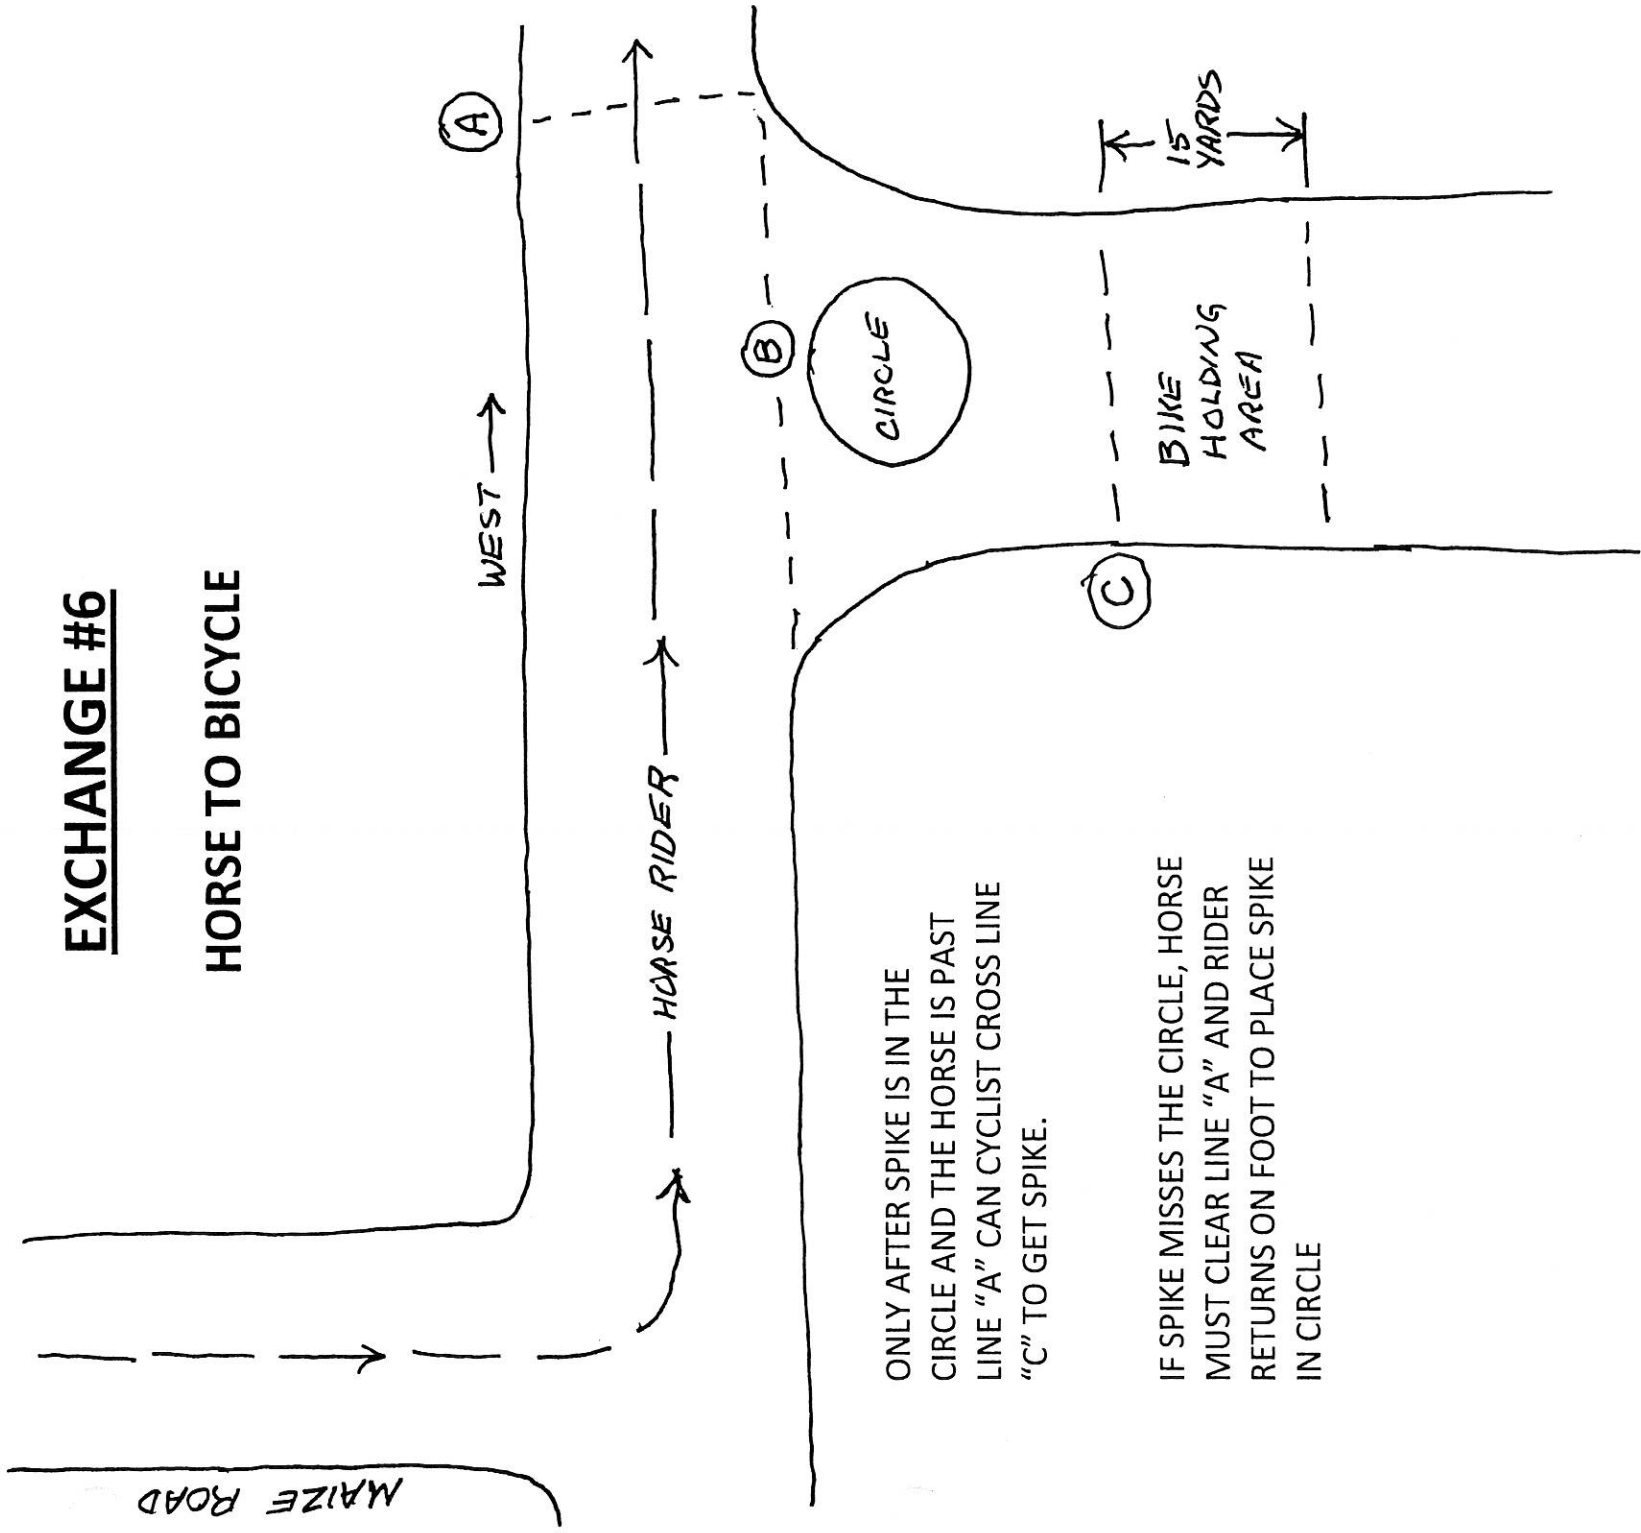 EXCHANGE #6
HORSE TO BICYCLE
WEST
A
HORSE RIDER
B
CIRCLE
C
BIKE
HOLDING
AREA
15
YARDS
MAIZE ROAD
ONLY AFTER SPIKE IS IN THE
CIRCLE AND THE HORSE IS PAST
LINE “A” CAN CYCLIST CROSS LINE
“C” TO GET SPIKE.
IF SPIKE MISSES THE CIRCLE, HORSE
MUST CLEAR LINE “A” AND RIDER
RETURNS ON FOOT TO PLACE SPIKE
IN CIRCLE